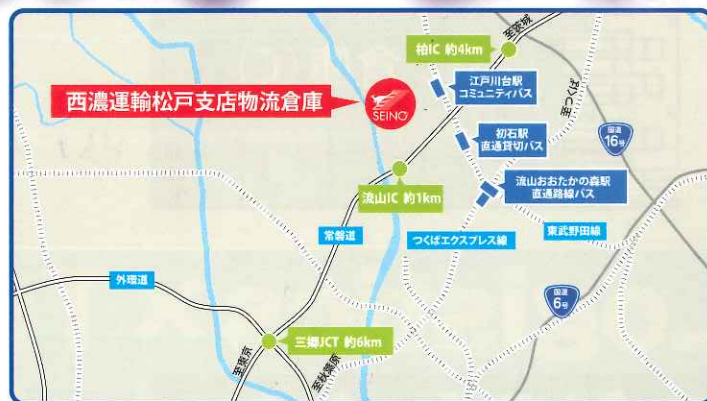 至茨城
柏IC 約4km
江戸川台駅
コミュニティバス
至つくば
西濃運輸松戸支店物流倉庫
SEINO
初石駅
直通貸切バス
国道
16号
流山IC 約1km
流山おおたかの森駅
直通路線バス
常磐道
つくばエクスプレス線
東武野田線
外環道
国道
6号
三郷JCT 約6km
至東京
至秋葉原